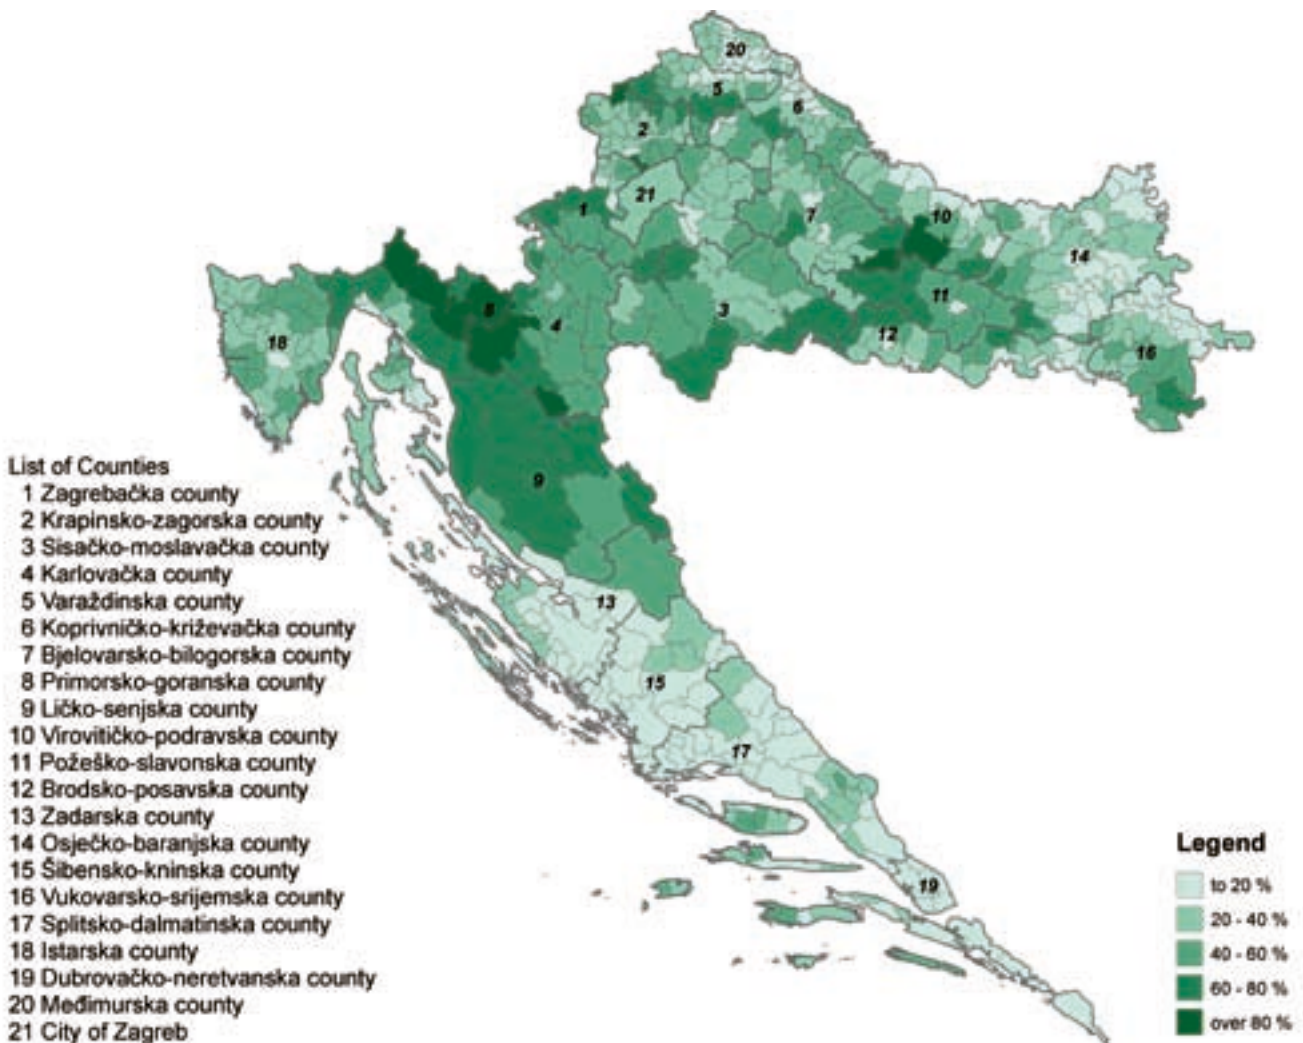 20
5
6
2
21
1
7
10
14
8
4
3
11
12
16
18
9
13
15
17
19
List of Counties
1 Zagrebačka county
2 Krapinsko-zagorska county
3 Sisačko-moslavačka county
4 Karlovačka county
5 Varaždinska county
6 Koprivničko-križevačka county
7 Bjelovarsko-bilogorska county
8 Primorsko-goranska county
9 Ličko-senjska county
10 Virovitičko-podravska county
11 Požeško-slavonska county
12 Brodsko-posavska county
13 Zadarska county
14 Osječko-baranjska county
15 Šibensko-kninska county
16 Vukovarsko-srijemska county
17 Splitsko-dalmatinska county
18 Istarska county
19 Dubrovačko-neretvanska county
20 Međimurska county
21 City of Zagreb
Legend
to 20 %
20 - 40 %
40 - 60 %
60 - 80 %
over 80 %